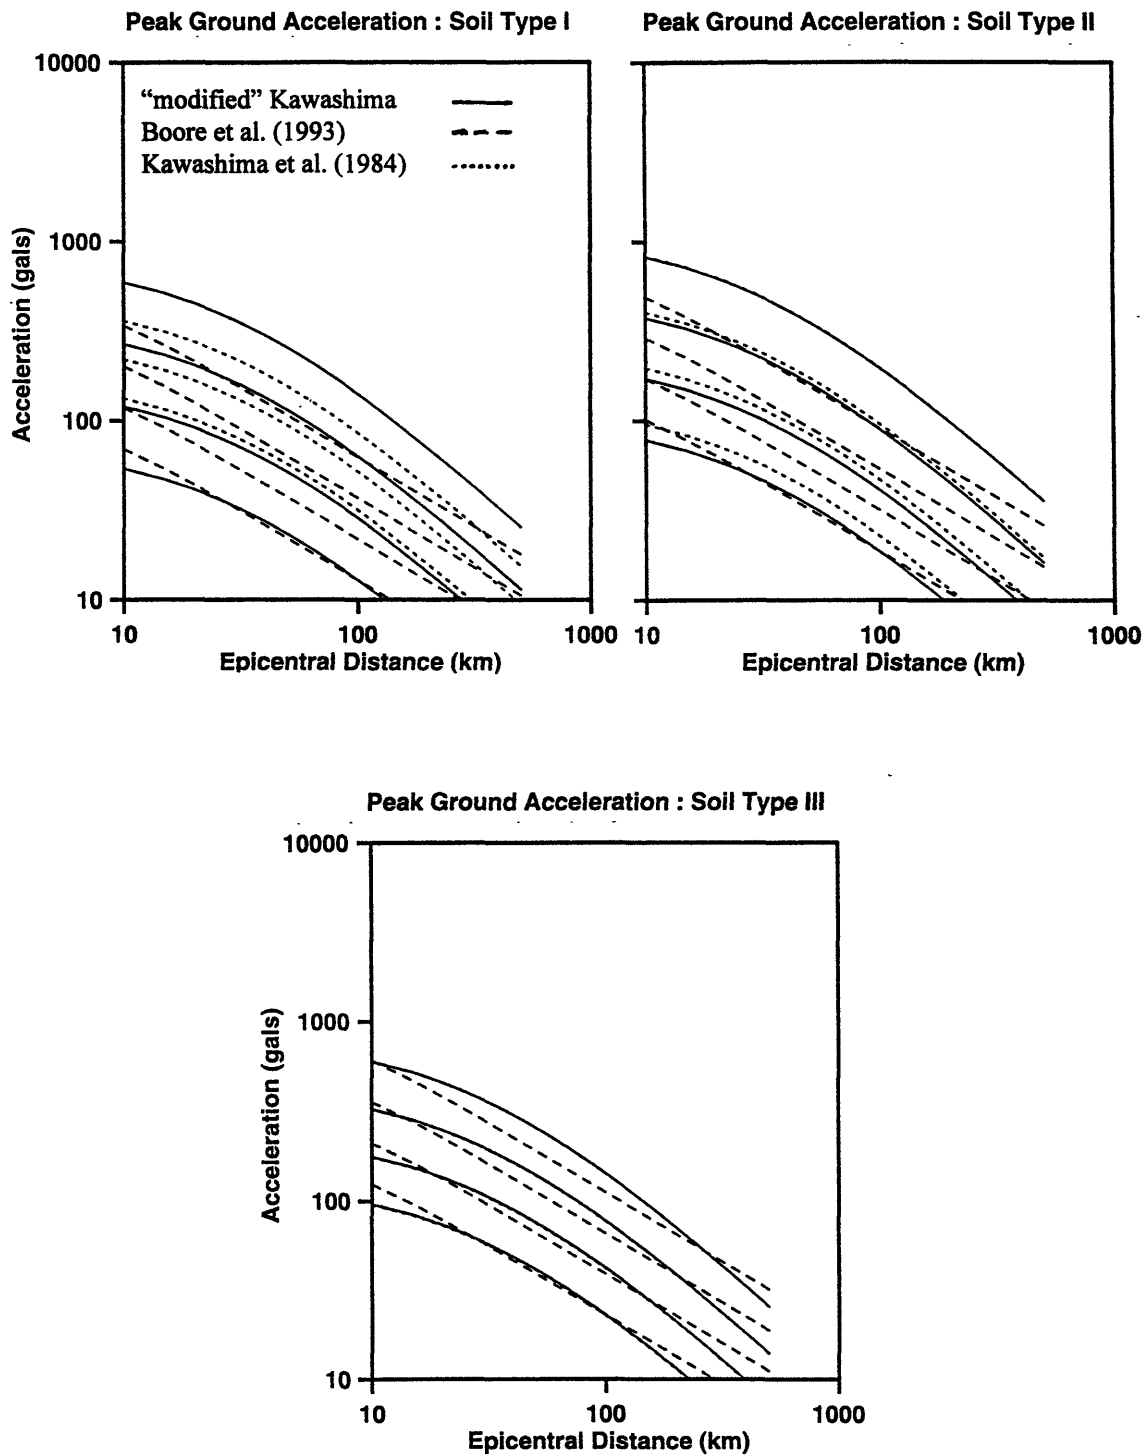 Peak Ground Acceleration : Soil Type I
Peak Ground Acceleration : Soil Type II
10000
"modified" Kawashima
Boore et al. (1993)
Kawashima et al. (1984)
1000
100
10
Acceleration (gals)
10 100 1000
Epicentral Distance (km)
10 100 1000
Epicentral Distance (km)
Peak Ground Acceleration : Soil Type III
10000
1000
100
10
Acceleration (gals)
10 100 1000
Epicentral Distance (km)